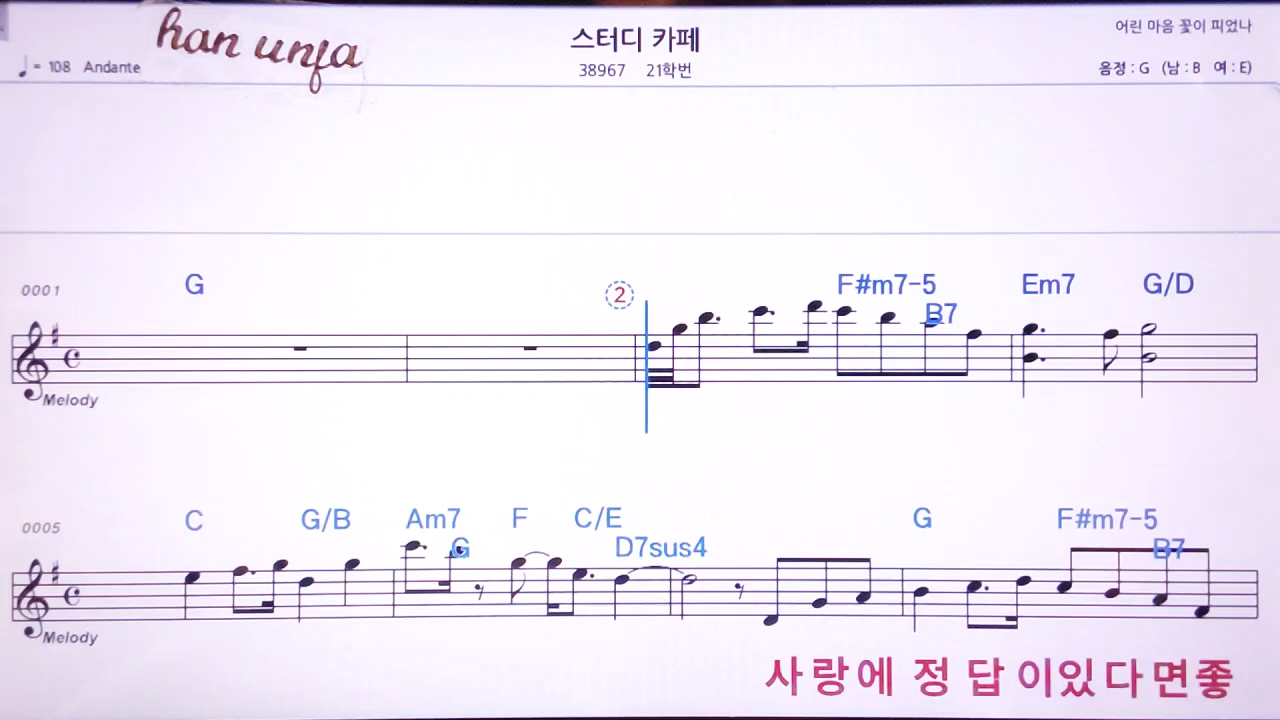 han unfa
스터디 카페
어린 마음 꽃이 피었나
♩= 108 Andante
38967 21학번
음정 : G (남 : B 여 : E)
0001 G ② F#m7-5 B7 Em7 G/D
Melody
0005 C G/B Am7 G F C/E D7sus4 G F#m7-5 B7
Melody
사랑에 정 답 이있다면좋